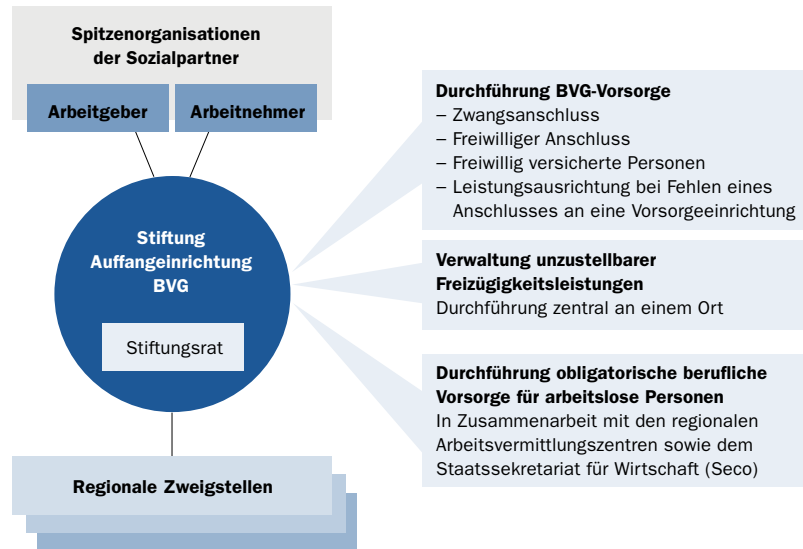 Spitzenorganisationen
der Sozialpartner
Arbeitgeber
Arbeitnehmer
Stiftung
Auffangeinrichtung
BVG
Stiftungsrat
Regionale Zweigstellen
Durchführung BVG-Vorsorge
– Zwangsanschluss
– Freiwilliger Anschluss
– Freiwillig versicherte Personen
– Leistungsausrichtung bei Fehlen eines
Anschlusses an eine Vorsorgeeinrichtung
Verwaltung unzustellbarer
Freizügigkeitsleistungen
Durchführung zentral an einem Ort
Durchführung obligatorische berufliche
Vorsorge für arbeitslose Personen
In Zusammenarbeit mit den regionalen
Arbeitsvermittlungszentren sowie dem
Staatssekretariat für Wirtschaft (Seco)